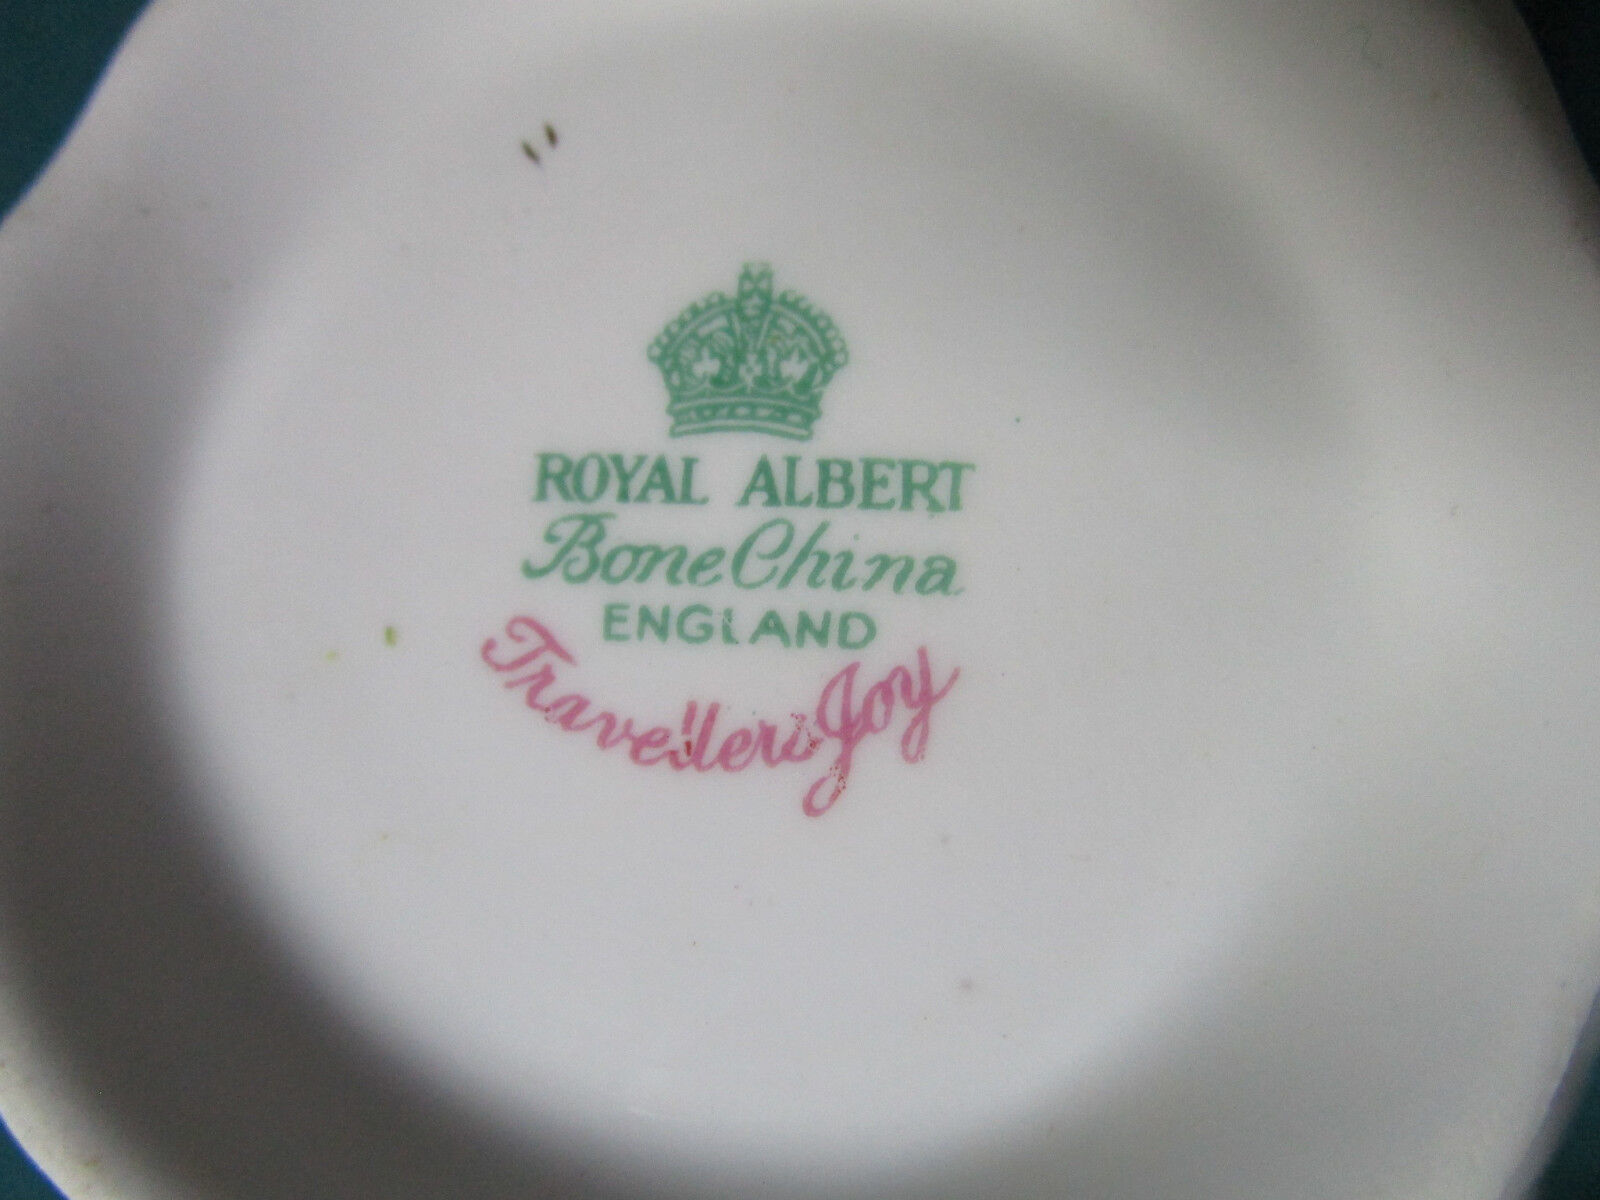 ROYAL ALBERT
Bone China
ENGLAND
Travellers Joy